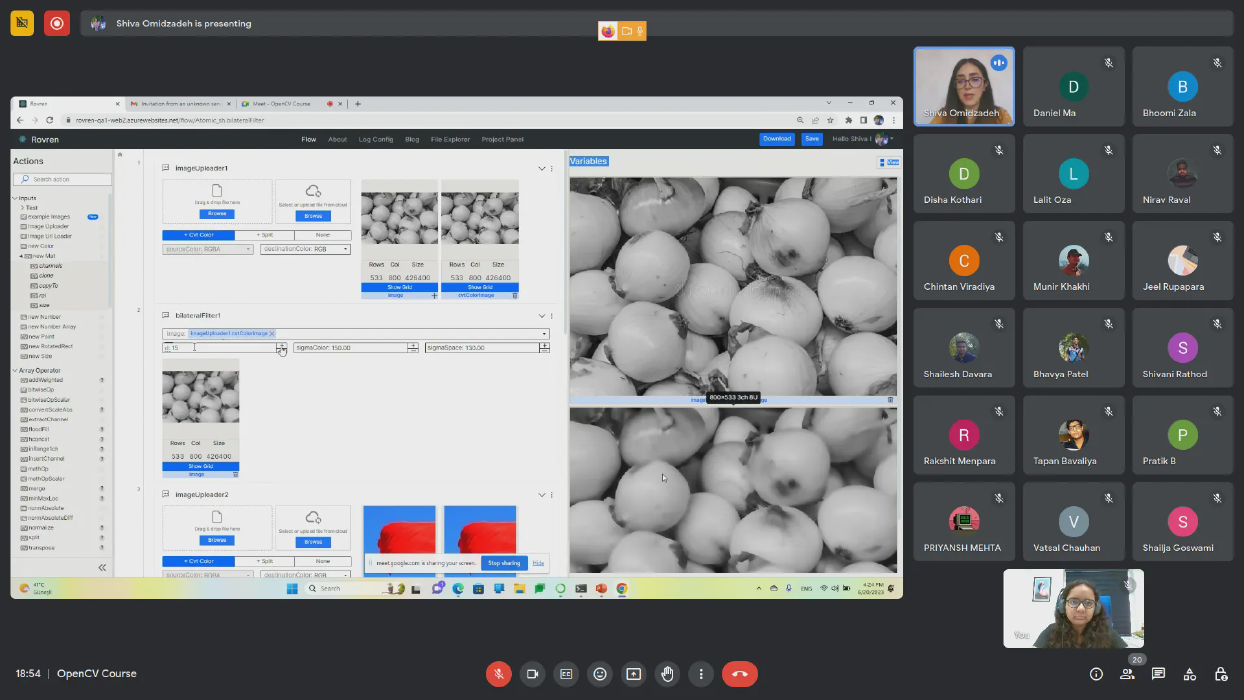 Shiva Omidzadeh is presenting
Rovren
Invitation from an unknown sen
Meet - OpenCV Course
rovren-qa1-web2.azurewebsites.net/flow/Atomic_sh.bilateralFilter
Rovren
Flow
About
Log Config
Blog
File Explorer
Project Panel
Download
Save
Hello Shiva !
Actions
Search action
Inputs
Test
example Images
New
Image Uploader
Image Url Loader
new Color
new Mat
channels
clone
copyTo
roi
size
new Number
new Number Array
new Point
new RotatedRect
new Size
Array Operator
addWeighted
bitwiseOp
convertScaleAbs
extractChannel
floodFill
hconcat
inRange1ch
insertChannel
mathOp
mathOpScalar
merge
minMaxLoc
normAbsolute
normAbsoluteDiff
normalize
split
transpose
1
imageUploader1
Drag & drop file here
Browse
Select or upload file from cloud
Browse
+ Cvt Color
+ Split
None
sourceColor: RGBA
destinationColor: RGB
Rows Col Size
533 800 426400
Show Grid
image
Rows Col Size
533 800 426400
Show Grid
cvtColorImage
2
bilateralFilter1
Image:
imageUploader1.cvtColorImage
d: 15
sigmaColor: 150.00
sigmaSpace: 130.00
Rows Col Size
533 800 426400
Show Grid
image
3
imageUploader2
Drag & drop file here
Browse
Select or upload file from cloud
Browse
+ Cvt Color
+ Split
None
sourceColor: RGBA
destinationColor: RGB
meet.google.com is sharing your screen.
Stop sharing
Hide
Variables
View
800×533 3ch 8U
41°C
Güneşli
Search
ENG
4:24 PM
6/20/2023
Shiva Omidzadeh
D
Daniel Ma
B
Bhoomi Zala
D
Disha Kothari
L
Lalit Oza
Nirav Raval
C
Chintan Viradiya
Munir Khakhi
Jeel Rupapara
Shailesh Davara
Bhavya Patel
S
Shivani Rathod
R
Rakshit Menpara
Tapan Bavaliya
P
Pratik B
PRIYANSH MEHTA
V
Vatsal Chauhan
S
Shailja Goswami
You
18:54
OpenCV Course
20